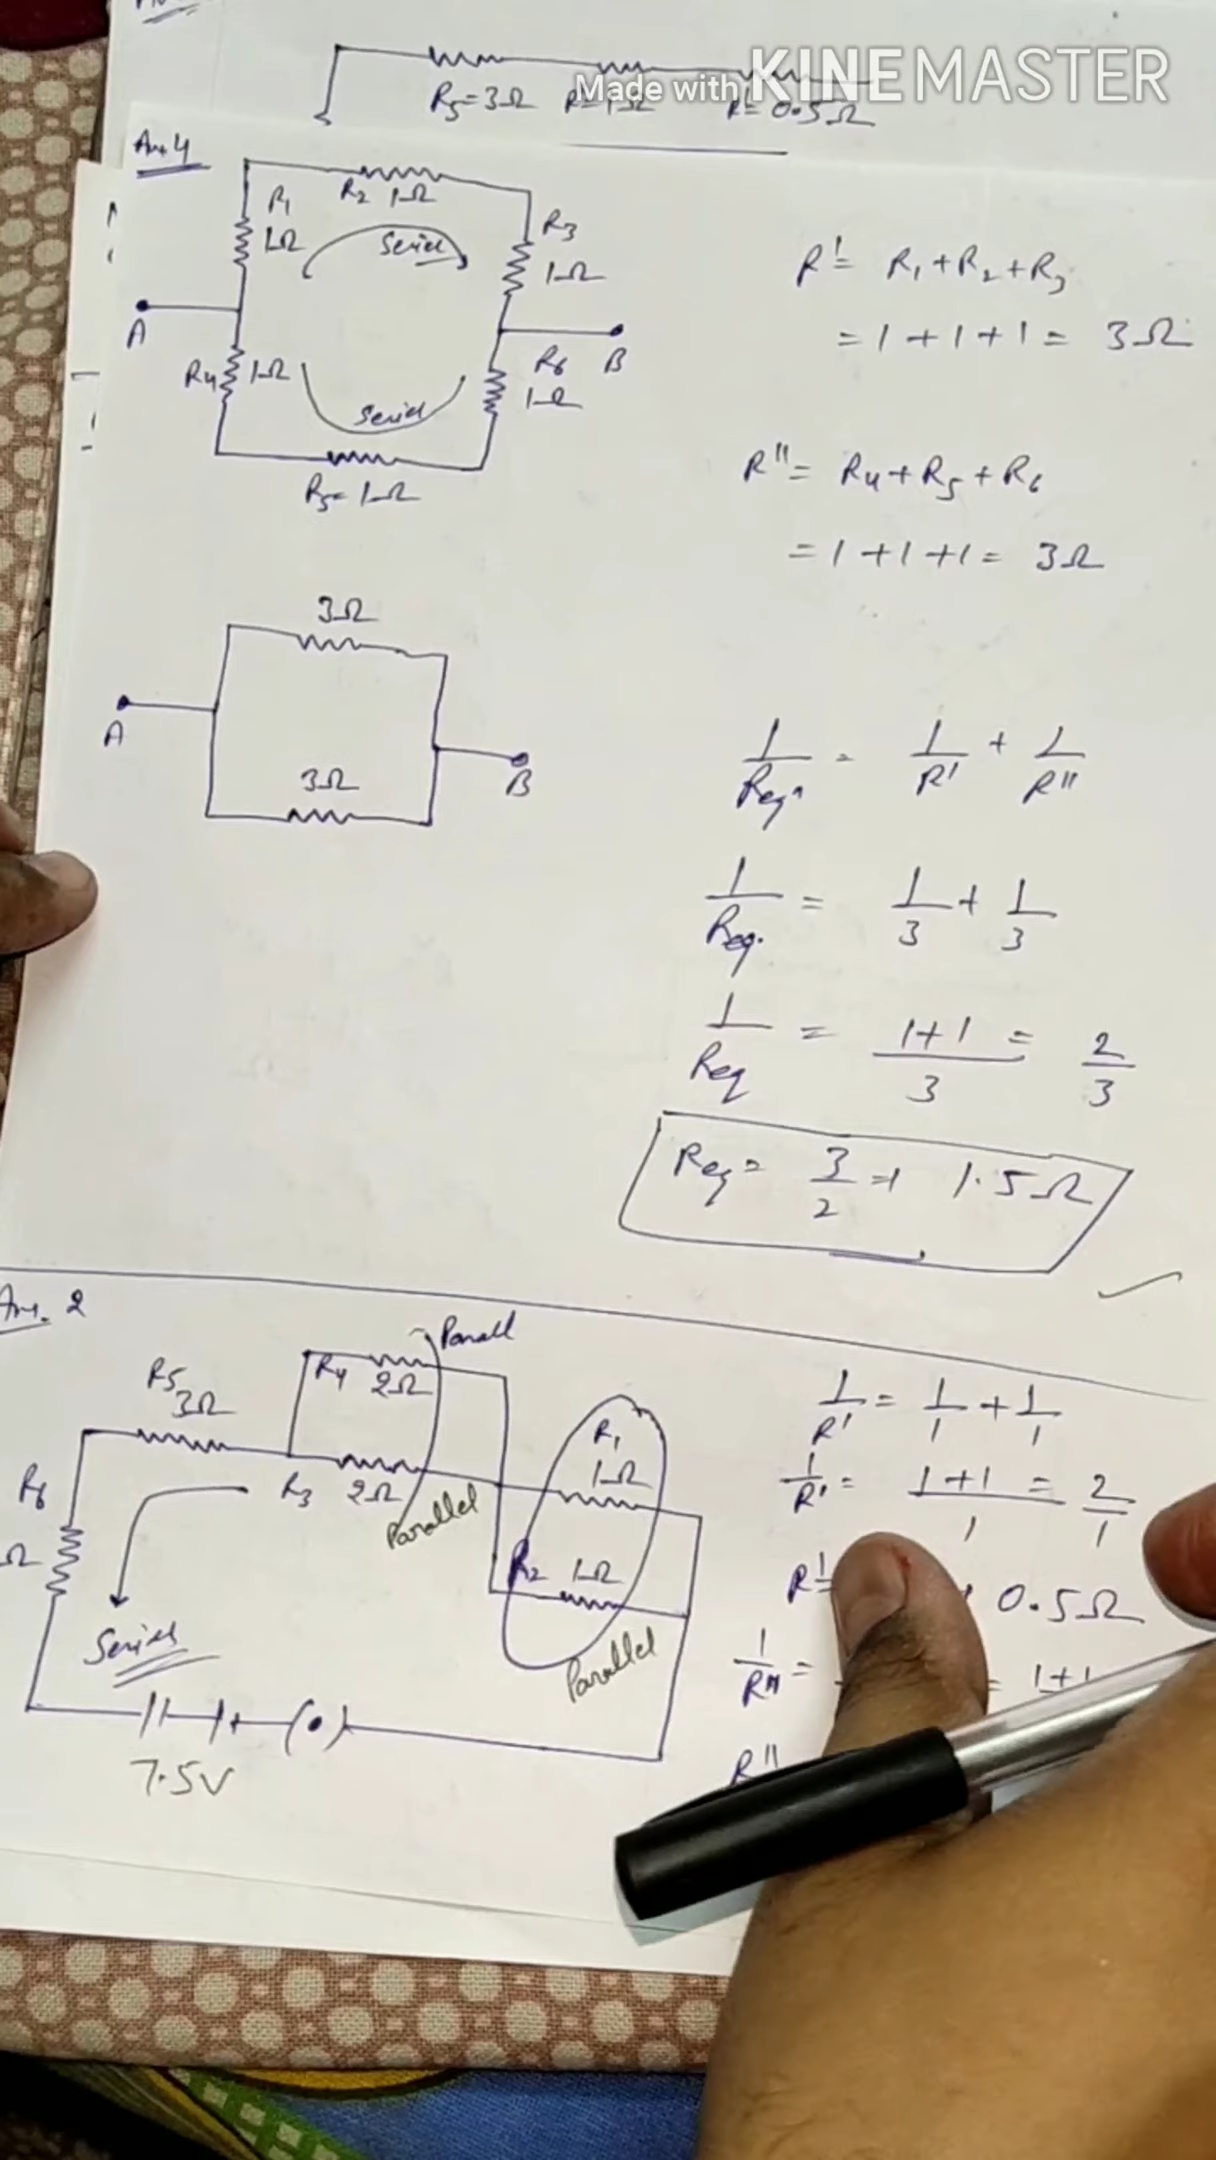 Made with KINEMASTER
R5=3Ω R''=1Ω R'=0.5Ω
Ans 4
R1
1Ω
R2 1Ω
R3
1Ω
Series
A
B
R4 1Ω
R6
1Ω
Series
R5=1Ω
R' = R1+R2+R3
= 1+1+1= 3Ω
R''= R4+R5+R6
= 1+1+1= 3Ω
3Ω
A
3Ω
B
1/Req. = 1/R' + 1/R''
1/Req. = 1/3 + 1/3
1/Req = 1+1/3 = 2/3
Req = 3/2 = 1.5Ω
Ans. 2
R5
3Ω
R4 2Ω
Parall
R6
Ω
R3 2Ω
Parallel
R1
1Ω
R2 1Ω
Parallel
Series
7.5V
1/R' = 1/1 + 1/1
1/R' = 1+1/1 = 2/1
R' 0.5Ω
1/R'' = = 1+1
R''